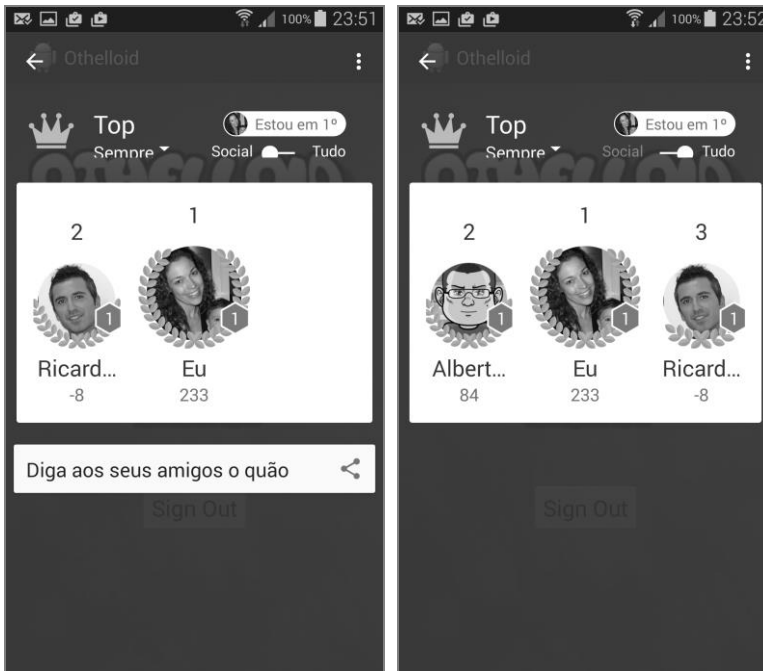 100% 23:51
Othelloid
Top
Estou em 1º
Sempre
Social Tudo
OTHELLOID
1
2
1
1
Ricard...
Eu
-8
233
Diga aos seus amigos o quão
Sign Out
100% 23:52
Othelloid
Top
Estou em 1º
Sempre
Social Tudo
OTHELLOID
1
2
3
1
1
1
Albert...
Eu
Ricard...
84
233
-8
Sign Out